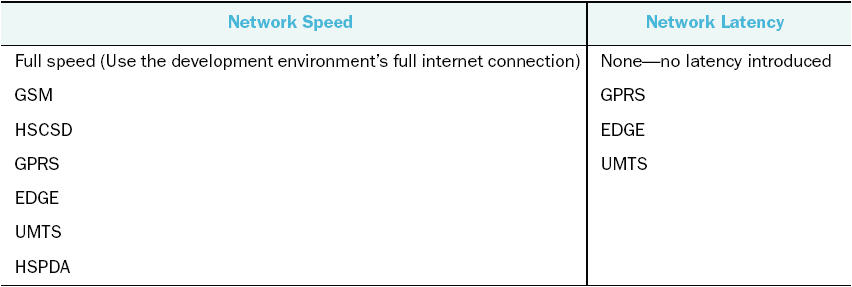 Network Speed Network Latency
Full speed (Use the development environment's full internet connection) None—no latency introduced
GSM GPRS
HSCSD EDGE
GPRS UMTS
EDGE
UMTS
HSPDA